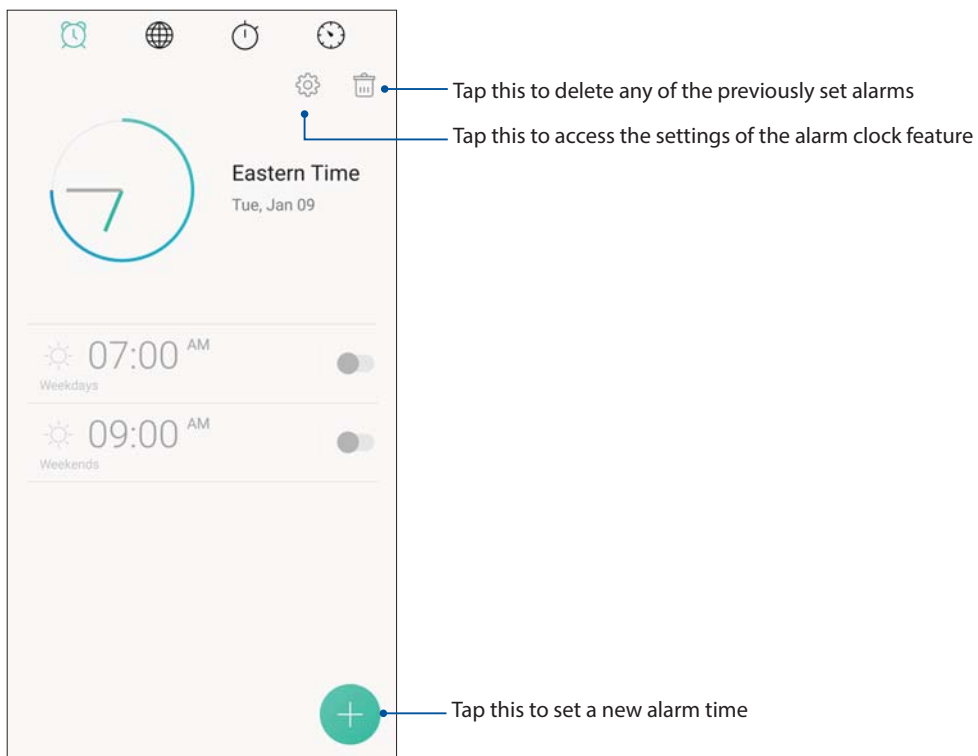 Tap this to delete any of the previously set alarms
Tap this to access the settings of the alarm clock feature
Eastern Time
Tue, Jan 09
07:00 AM
Weekdays
09:00 AM
Weekends
Tap this to set a new alarm time